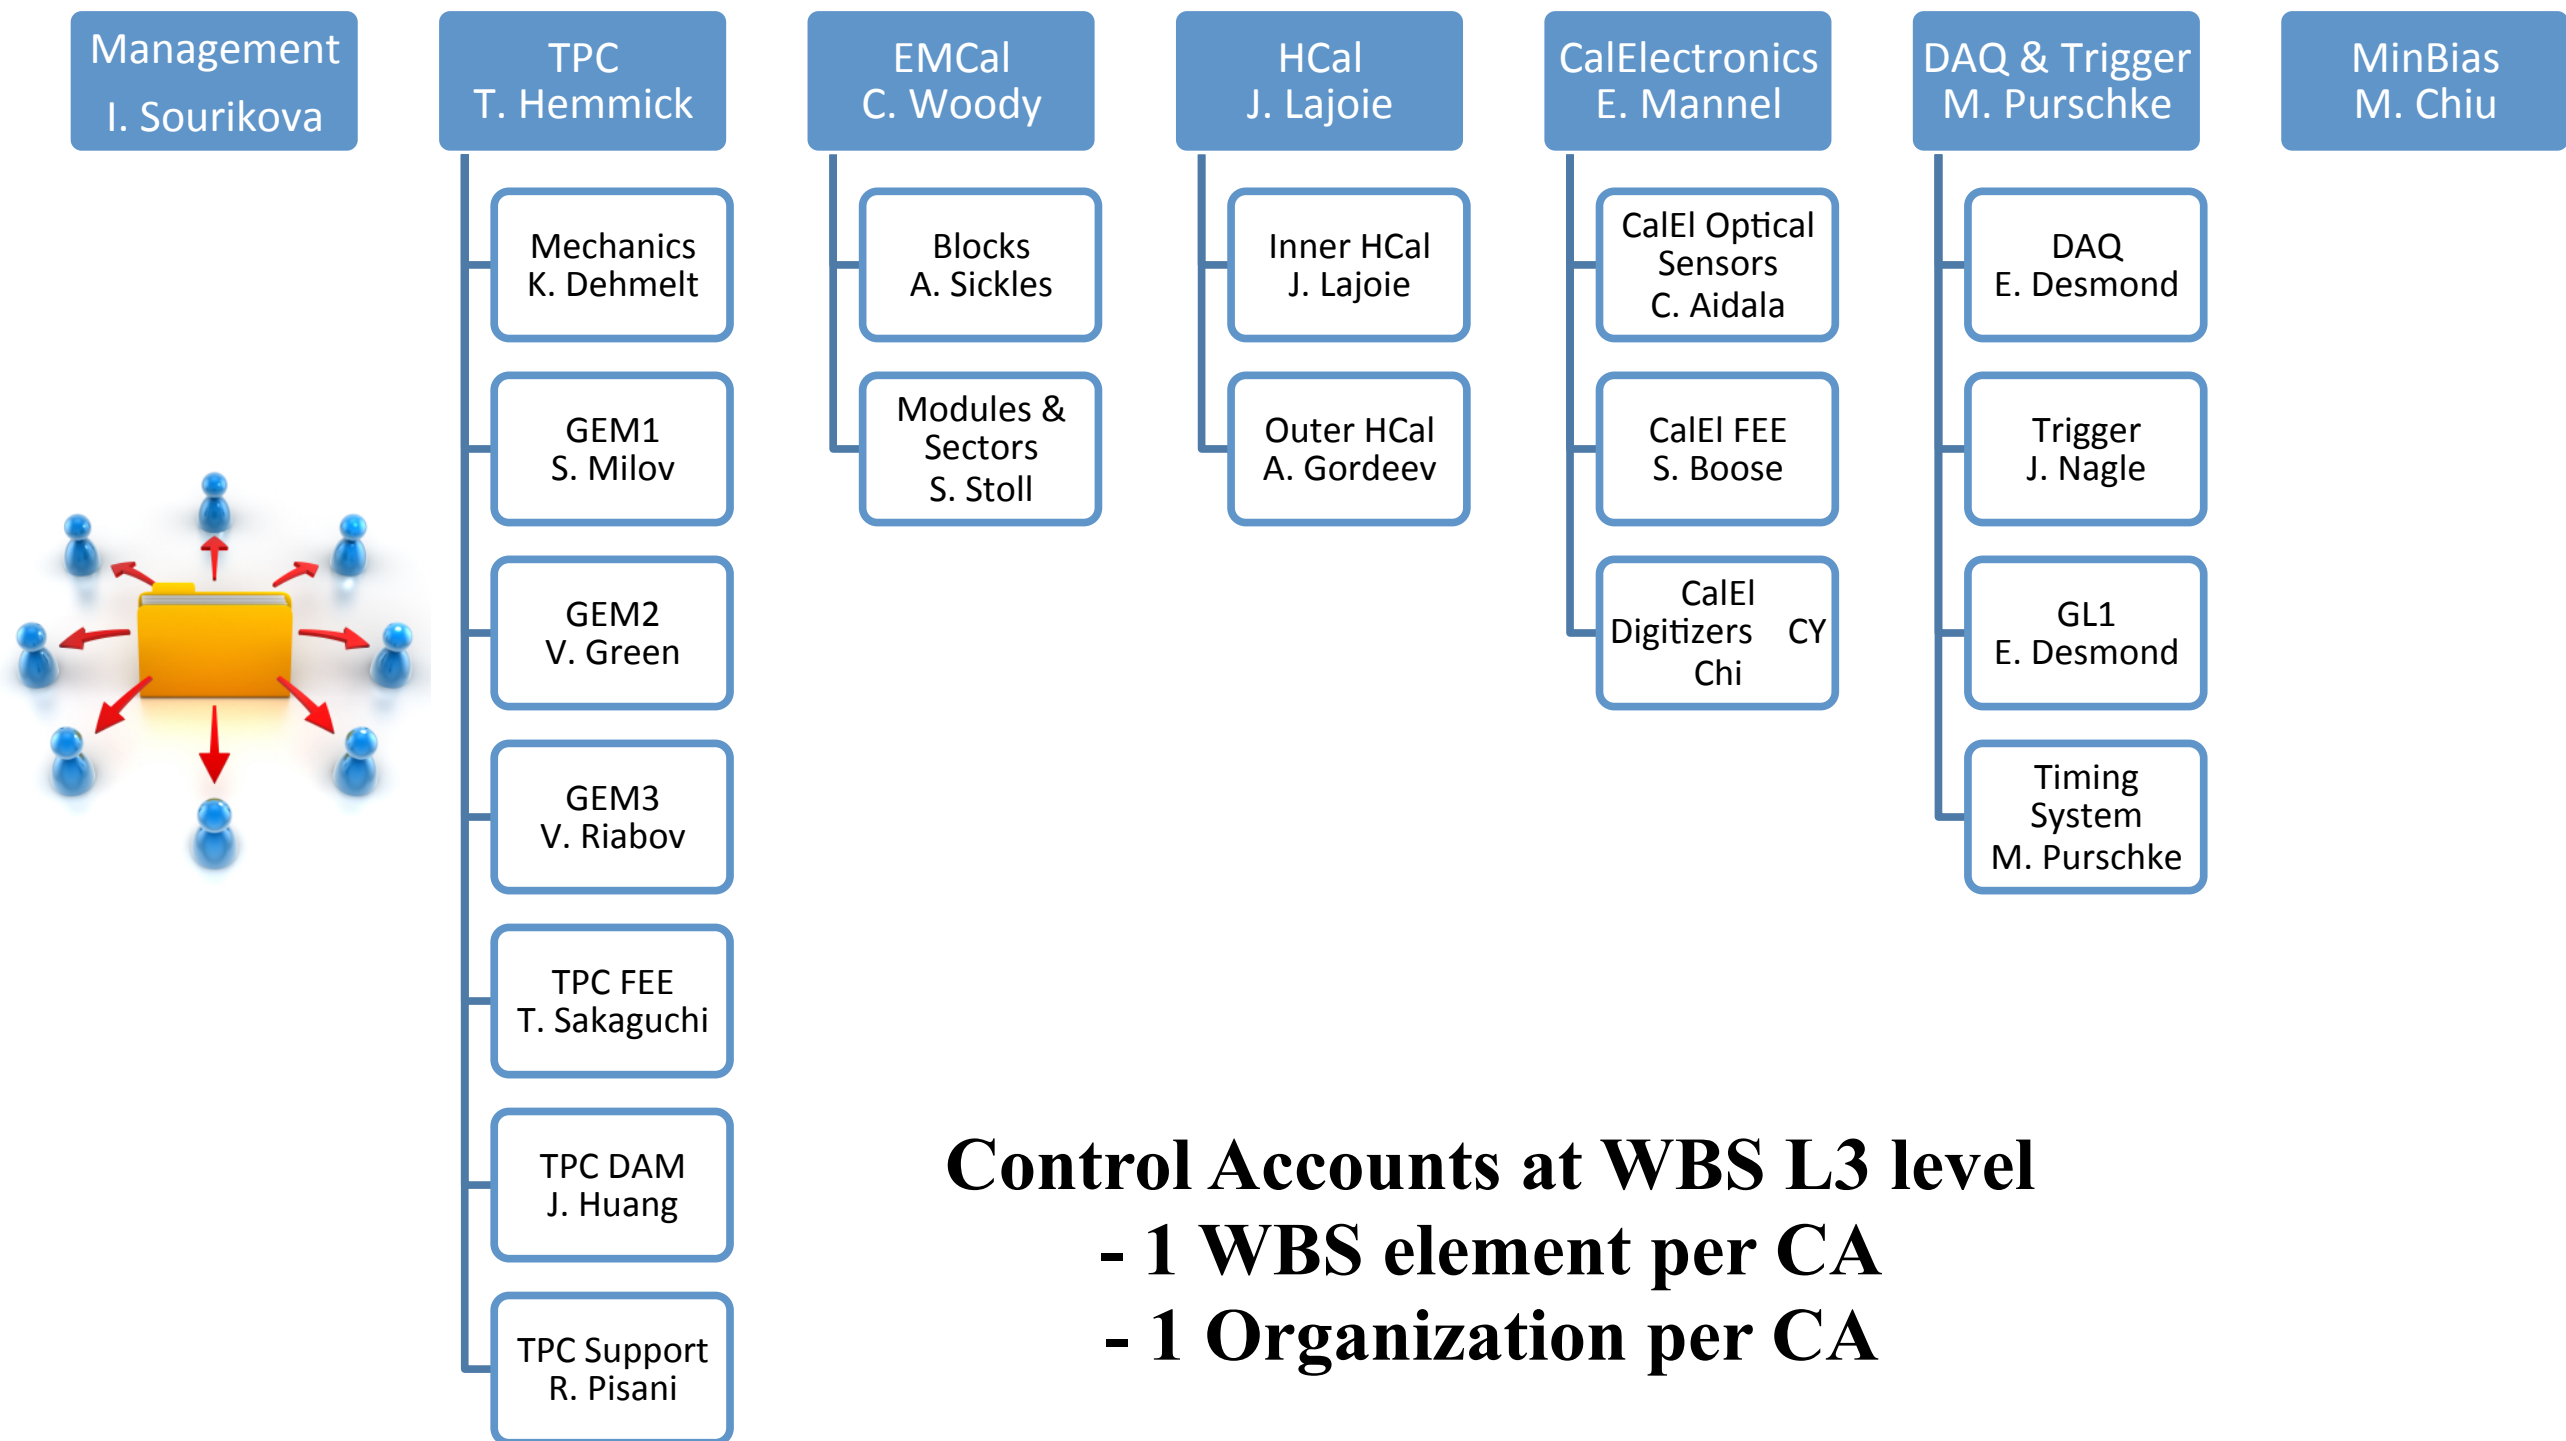 Management
I. Sourikova
TPC
T. Hemmick
Mechanics
K. Dehmelt
GEM1
S. Milov
GEM2
V. Green
GEM3
V. Riabov
TPC FEE
T. Sakaguchi
TPC DAM
J. Huang
TPC Support
R. Pisani
EMCal
C. Woody
Blocks
A. Sickles
Modules &
Sectors
S. Stoll
HCal
J. Lajoie
Inner HCal
J. Lajoie
Outer HCal
A. Gordeev
CalElectronics
E. Mannel
CalEl Optical
Sensors
C. Aidala
CalEl FEE
S. Boose
CalEl
Digitizers CY
Chi
DAQ & Trigger
M. Purschke
DAQ
E. Desmond
Trigger
J. Nagle
GL1
E. Desmond
Timing
System
M. Purschke
MinBias
M. Chiu
Control Accounts at WBS L3 level
- 1 WBS element per CA
- 1 Organization per CA